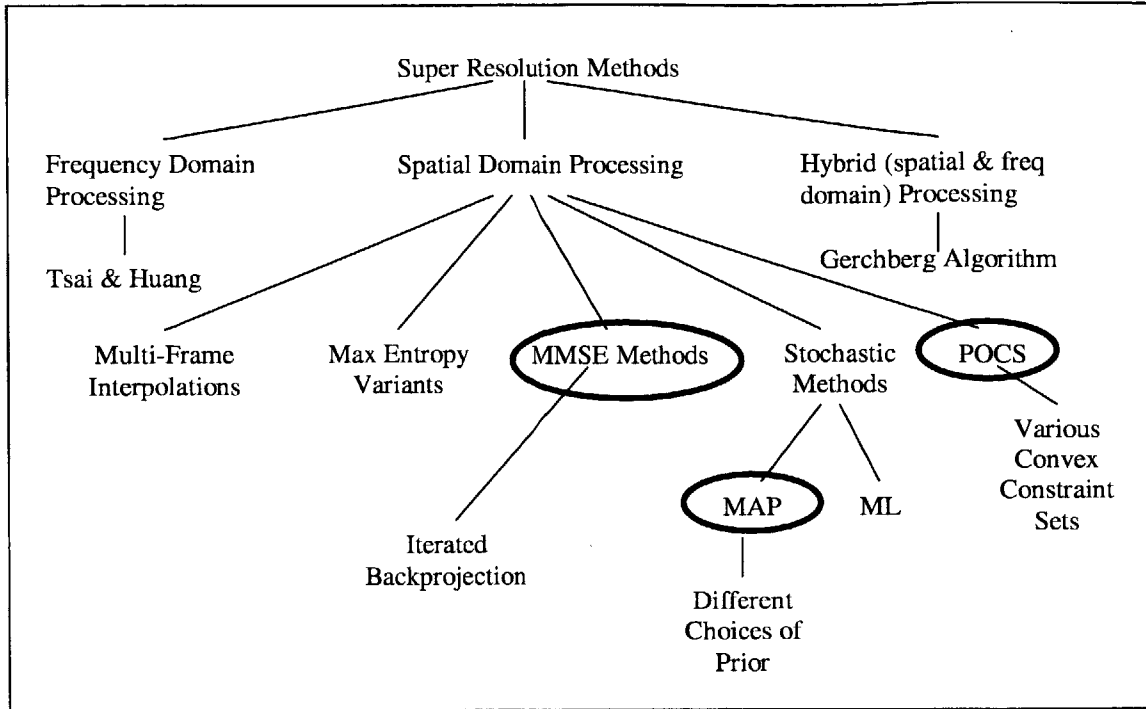 Super Resolution Methods
Frequency Domain
Processing
Spatial Domain Processing
Hybrid (spatial & freq
domain) Processing
Tsai & Huang
Gerchberg Algorithm
Multi-Frame
Interpolations
Max Entropy
Variants
MMSE Methods
Stochastic
Methods
POCS
Various
Convex
Constraint
Sets
MAP
ML
Iterated
Backprojection
Different
Choices of
Prior